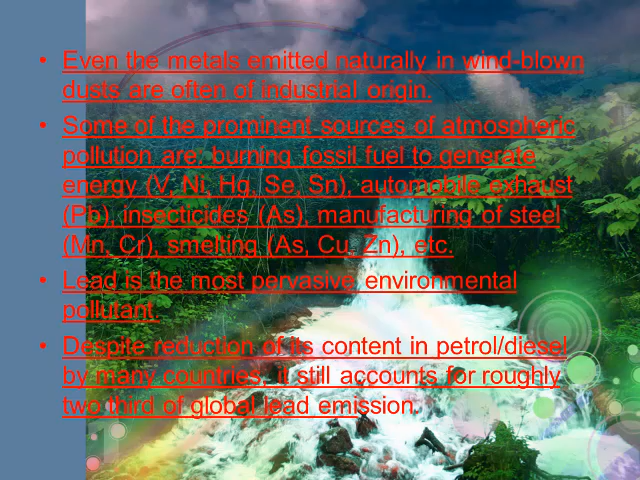 • Even the metals emitted naturally in wind-blown
dusts are often of industrial origin.
• Some of the prominent sources of atmospheric
pollution are, burning fossil fuel to generate
energy (V, Ni, Hg, Se, Sn), automobile exhaust
(Pb), insecticides (As), manufacturing of steel
(Mn, Cr), smelting (As, Cu, Zn), etc.
• Lead is the most pervasive environmental
pollutant.
• Despite reduction of its content in petrol/diesel
by many countries, it still accounts for roughly
two third of global lead emission.